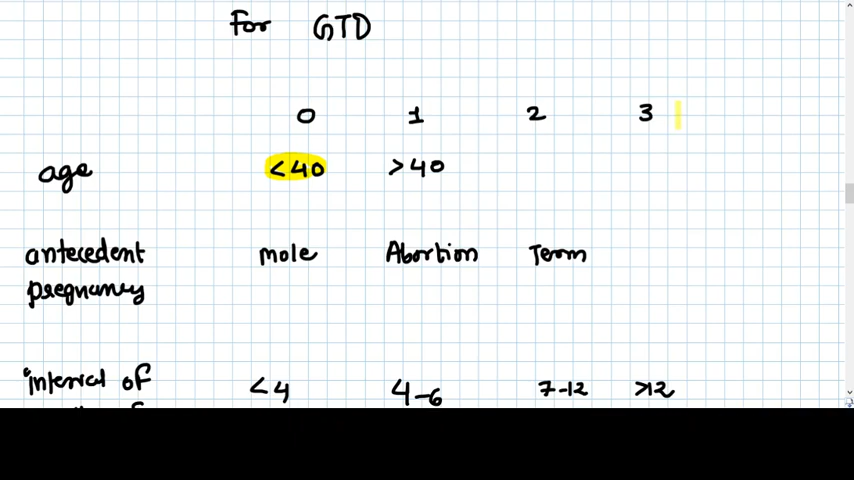 For GTD
0 1 2 3
age <40 >40
antecedent mole Abortion Term
pregnancy
interval of <4 4-6 7-12 >12